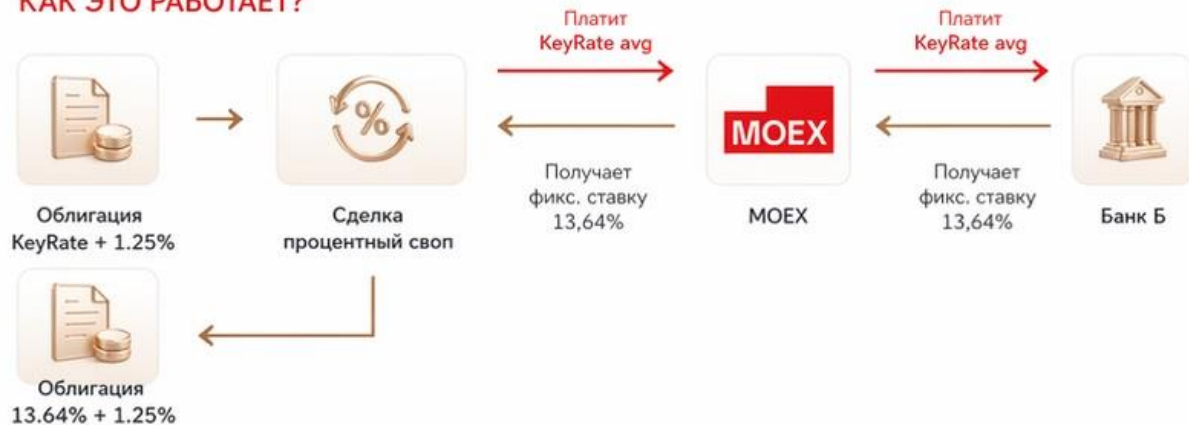 КАК ЭТО РАБОТАЕТ?
Платит
KeyRate avg
Платит
KeyRate avg
%
MOEX
Получает
фикс. ставку
13,64%
Получает
фикс. ставку
13,64%
Облигация
KeyRate + 1.25%
Сделка
процентный своп
MOEX
Банк Б
Облигация
13.64% + 1.25%